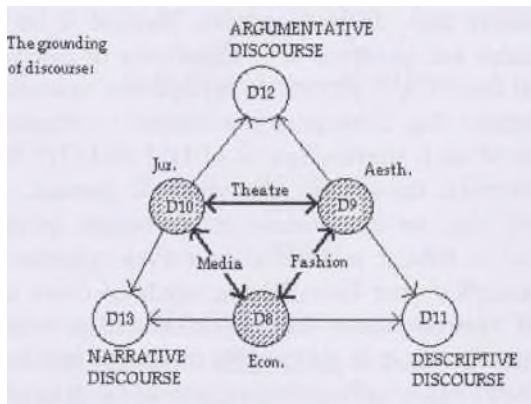 The grounding
of discourse:
ARGUMENTATIVE
DISCOURSE
D12
Jur.
Aesth.
D10
Theatre
D9
Media
Fashion
D13
D8
D11
NARRATIVE
DISCOURSE
Econ.
DESCRIPTIVE
DISCOURSE